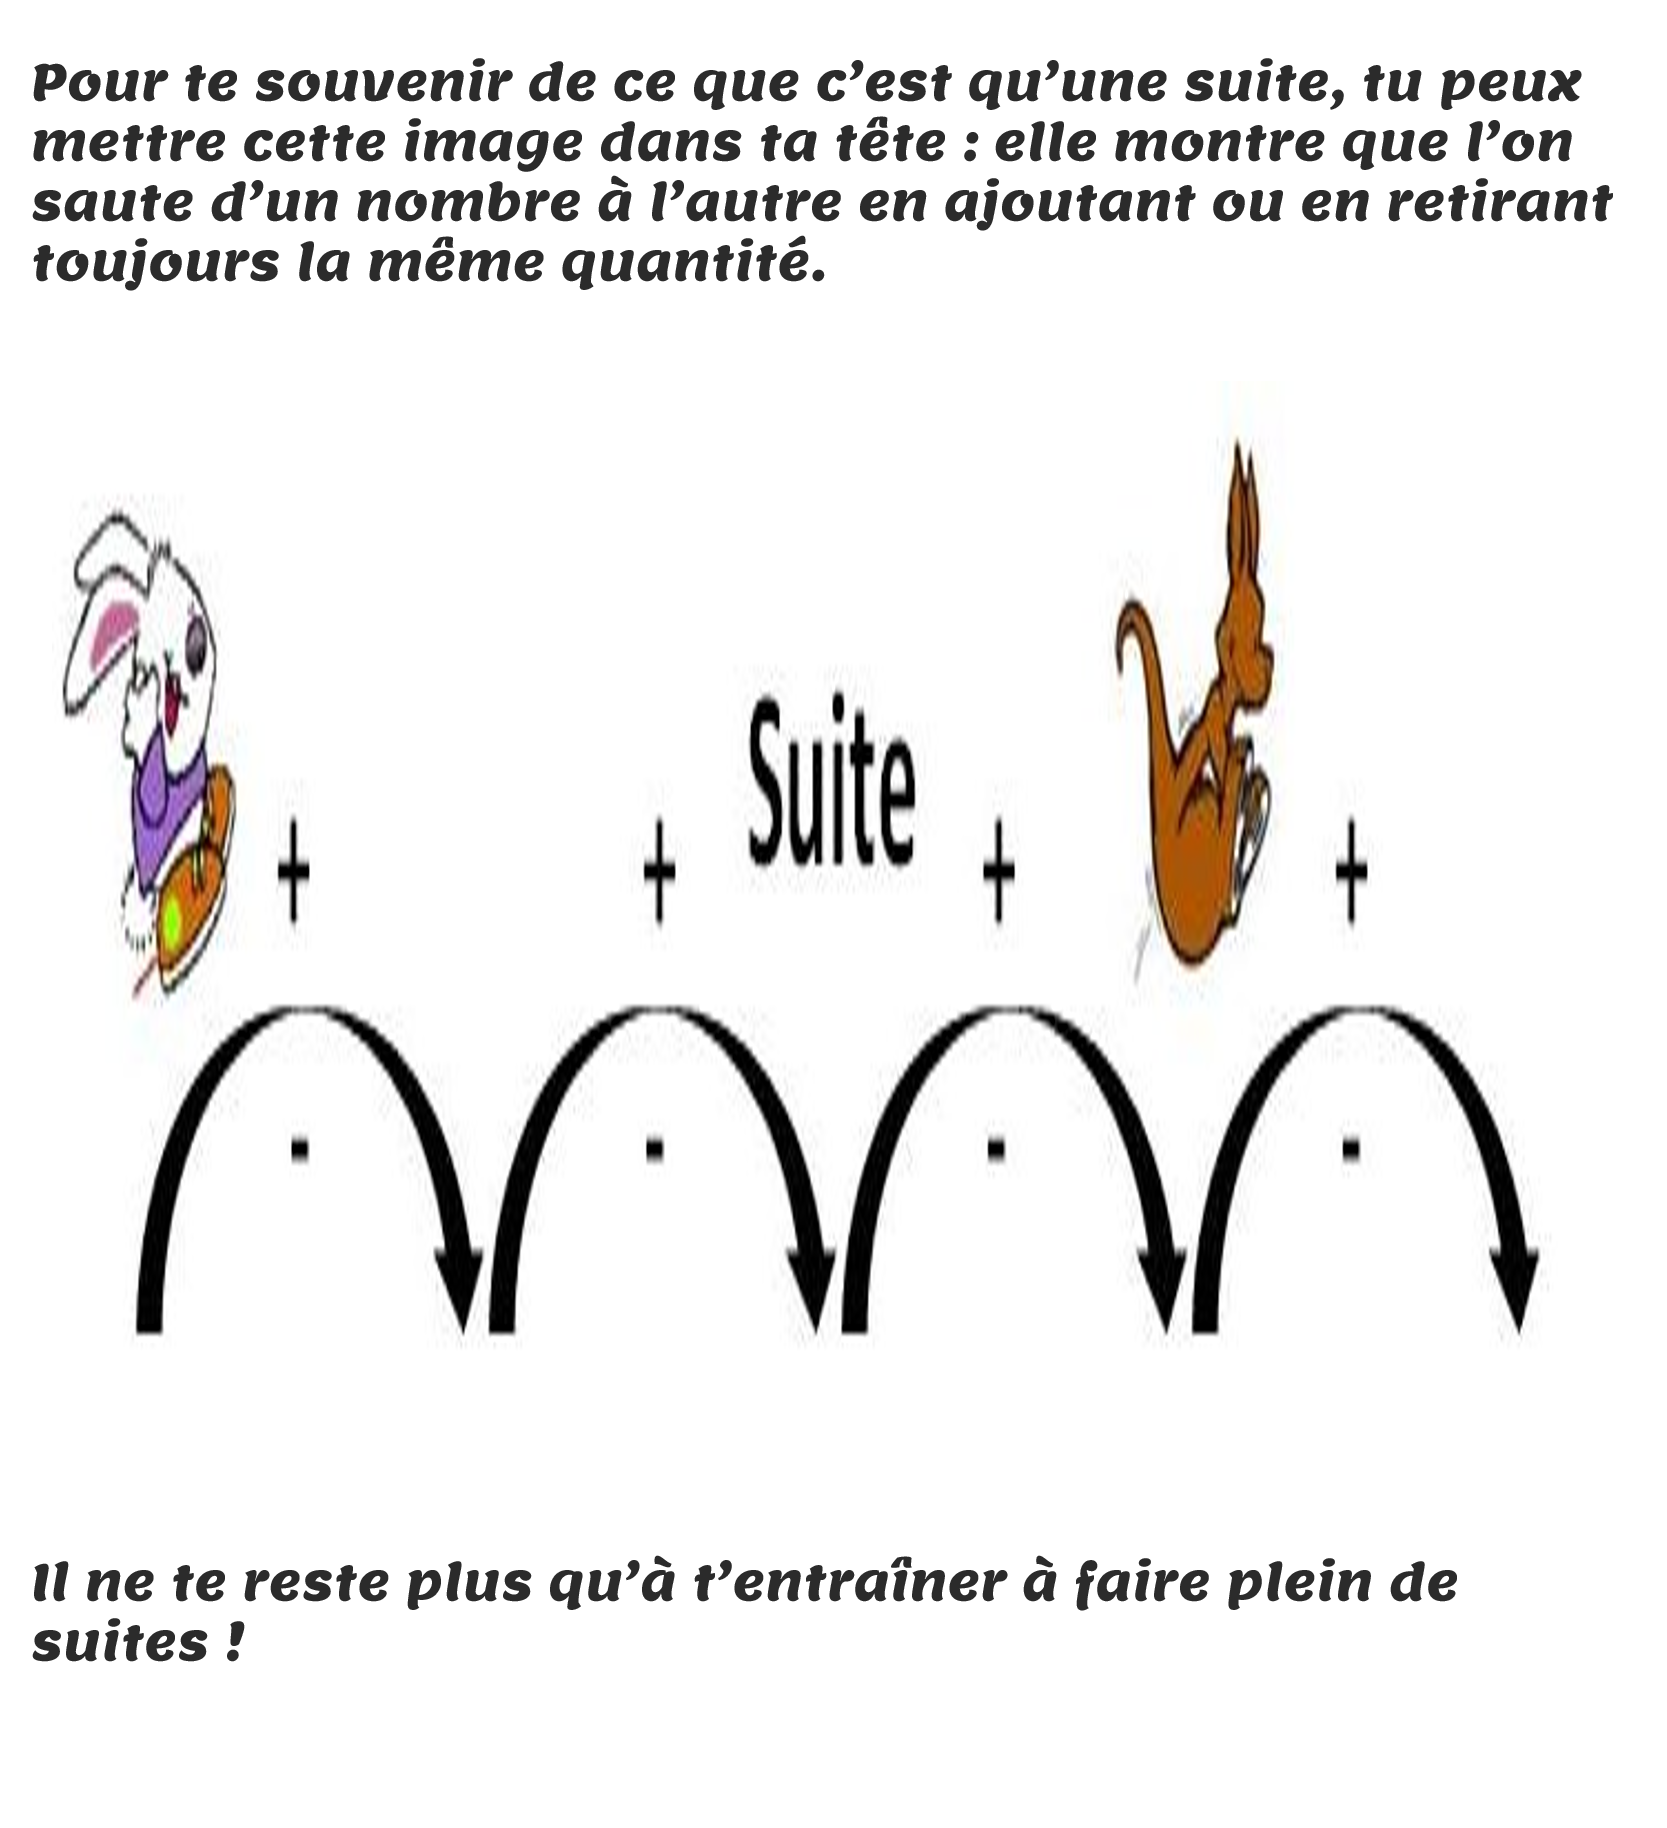 Pour te souvenir de ce que c’est qu’une suite, tu peux
mettre cette image dans ta tête : elle montre que l’on
saute d’un nombre à l’autre en ajoutant ou en retirant
toujours la même quantité.
Suite
+ + + +
- - - -
Il ne te reste plus qu’à t’entraîner à faire plein de
suites !